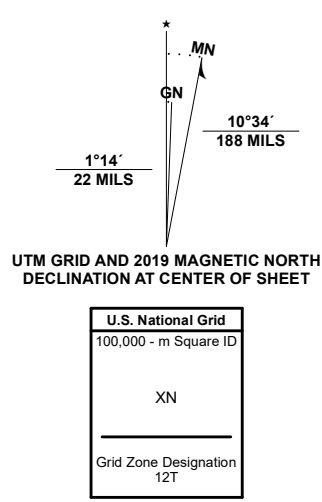 ★
MN
GN
10°34´
188 MILS
1°14´
22 MILS
UTM GRID AND 2019 MAGNETIC NORTH
DECLINATION AT CENTER OF SHEET
U.S. National Grid
100,000 - m Square ID
XN
Grid Zone Designation
12T